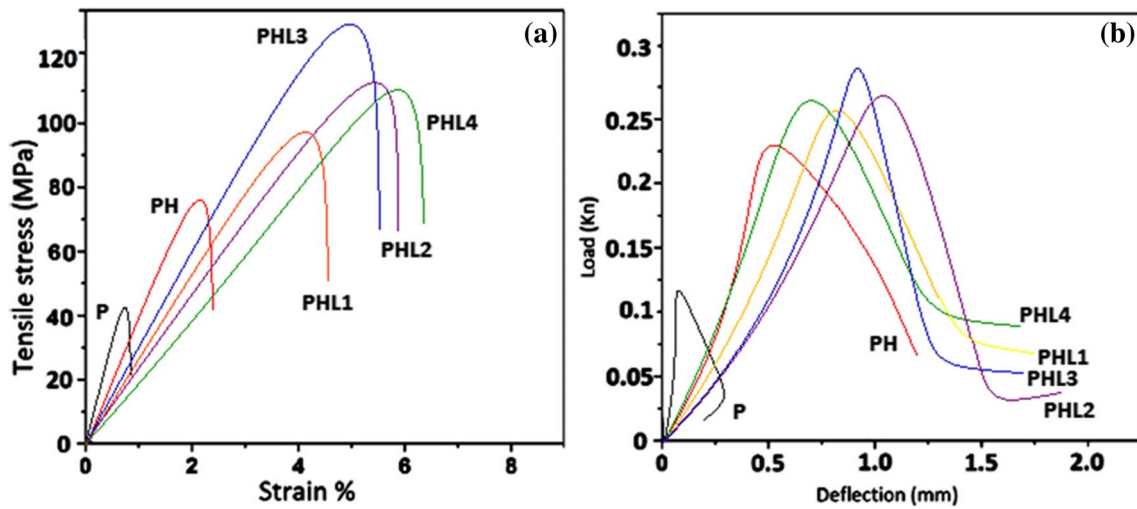 (a)
Tensile stress (MPa)
120
100
80
60
40
20
0
0
2
4
6
8
Strain %
P
PH
PHL3
PHL1
PHL2
PHL4
(b)
Load (Kn)
0.3
0.25
0.2
0.15
0.1
0.05
0
0
0.5
1.0
1.5
2.0
Deflection (mm)
P
PH
PHL4
PHL1
PHL3
PHL2